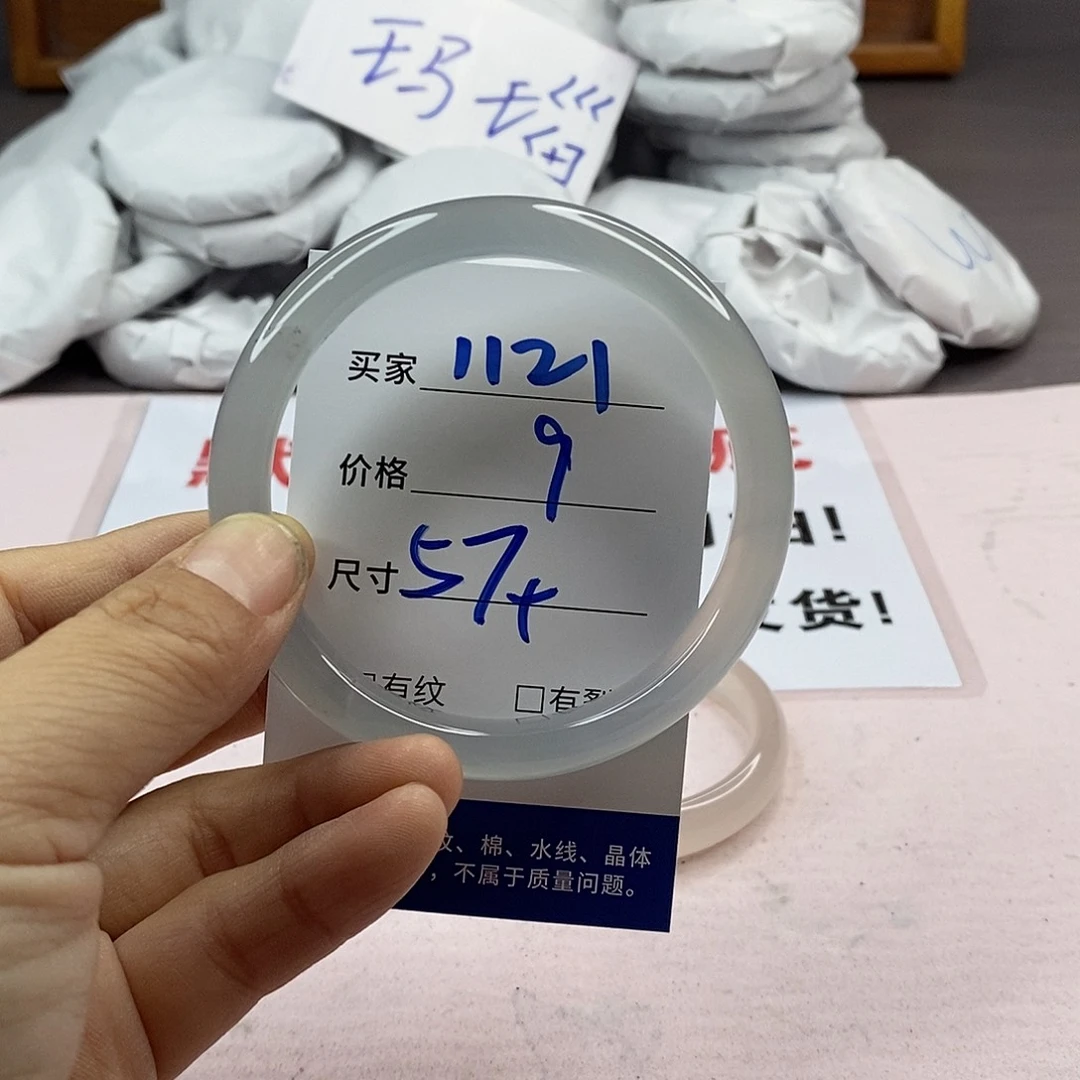 玛瑙
买家 1121
价格 9
尺寸 57+
有纹 □有裂
、棉、水线、晶体
，不属于质量问题。
货!